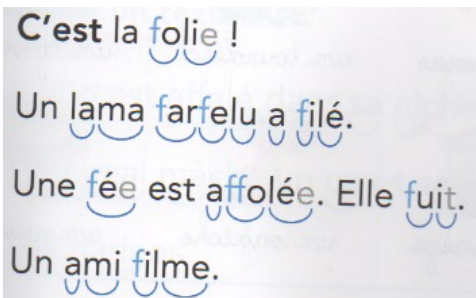 C'est la folie !
Un lama farfelu a filé.
Une fée est affolée. Elle fuit.
Un ami filme.